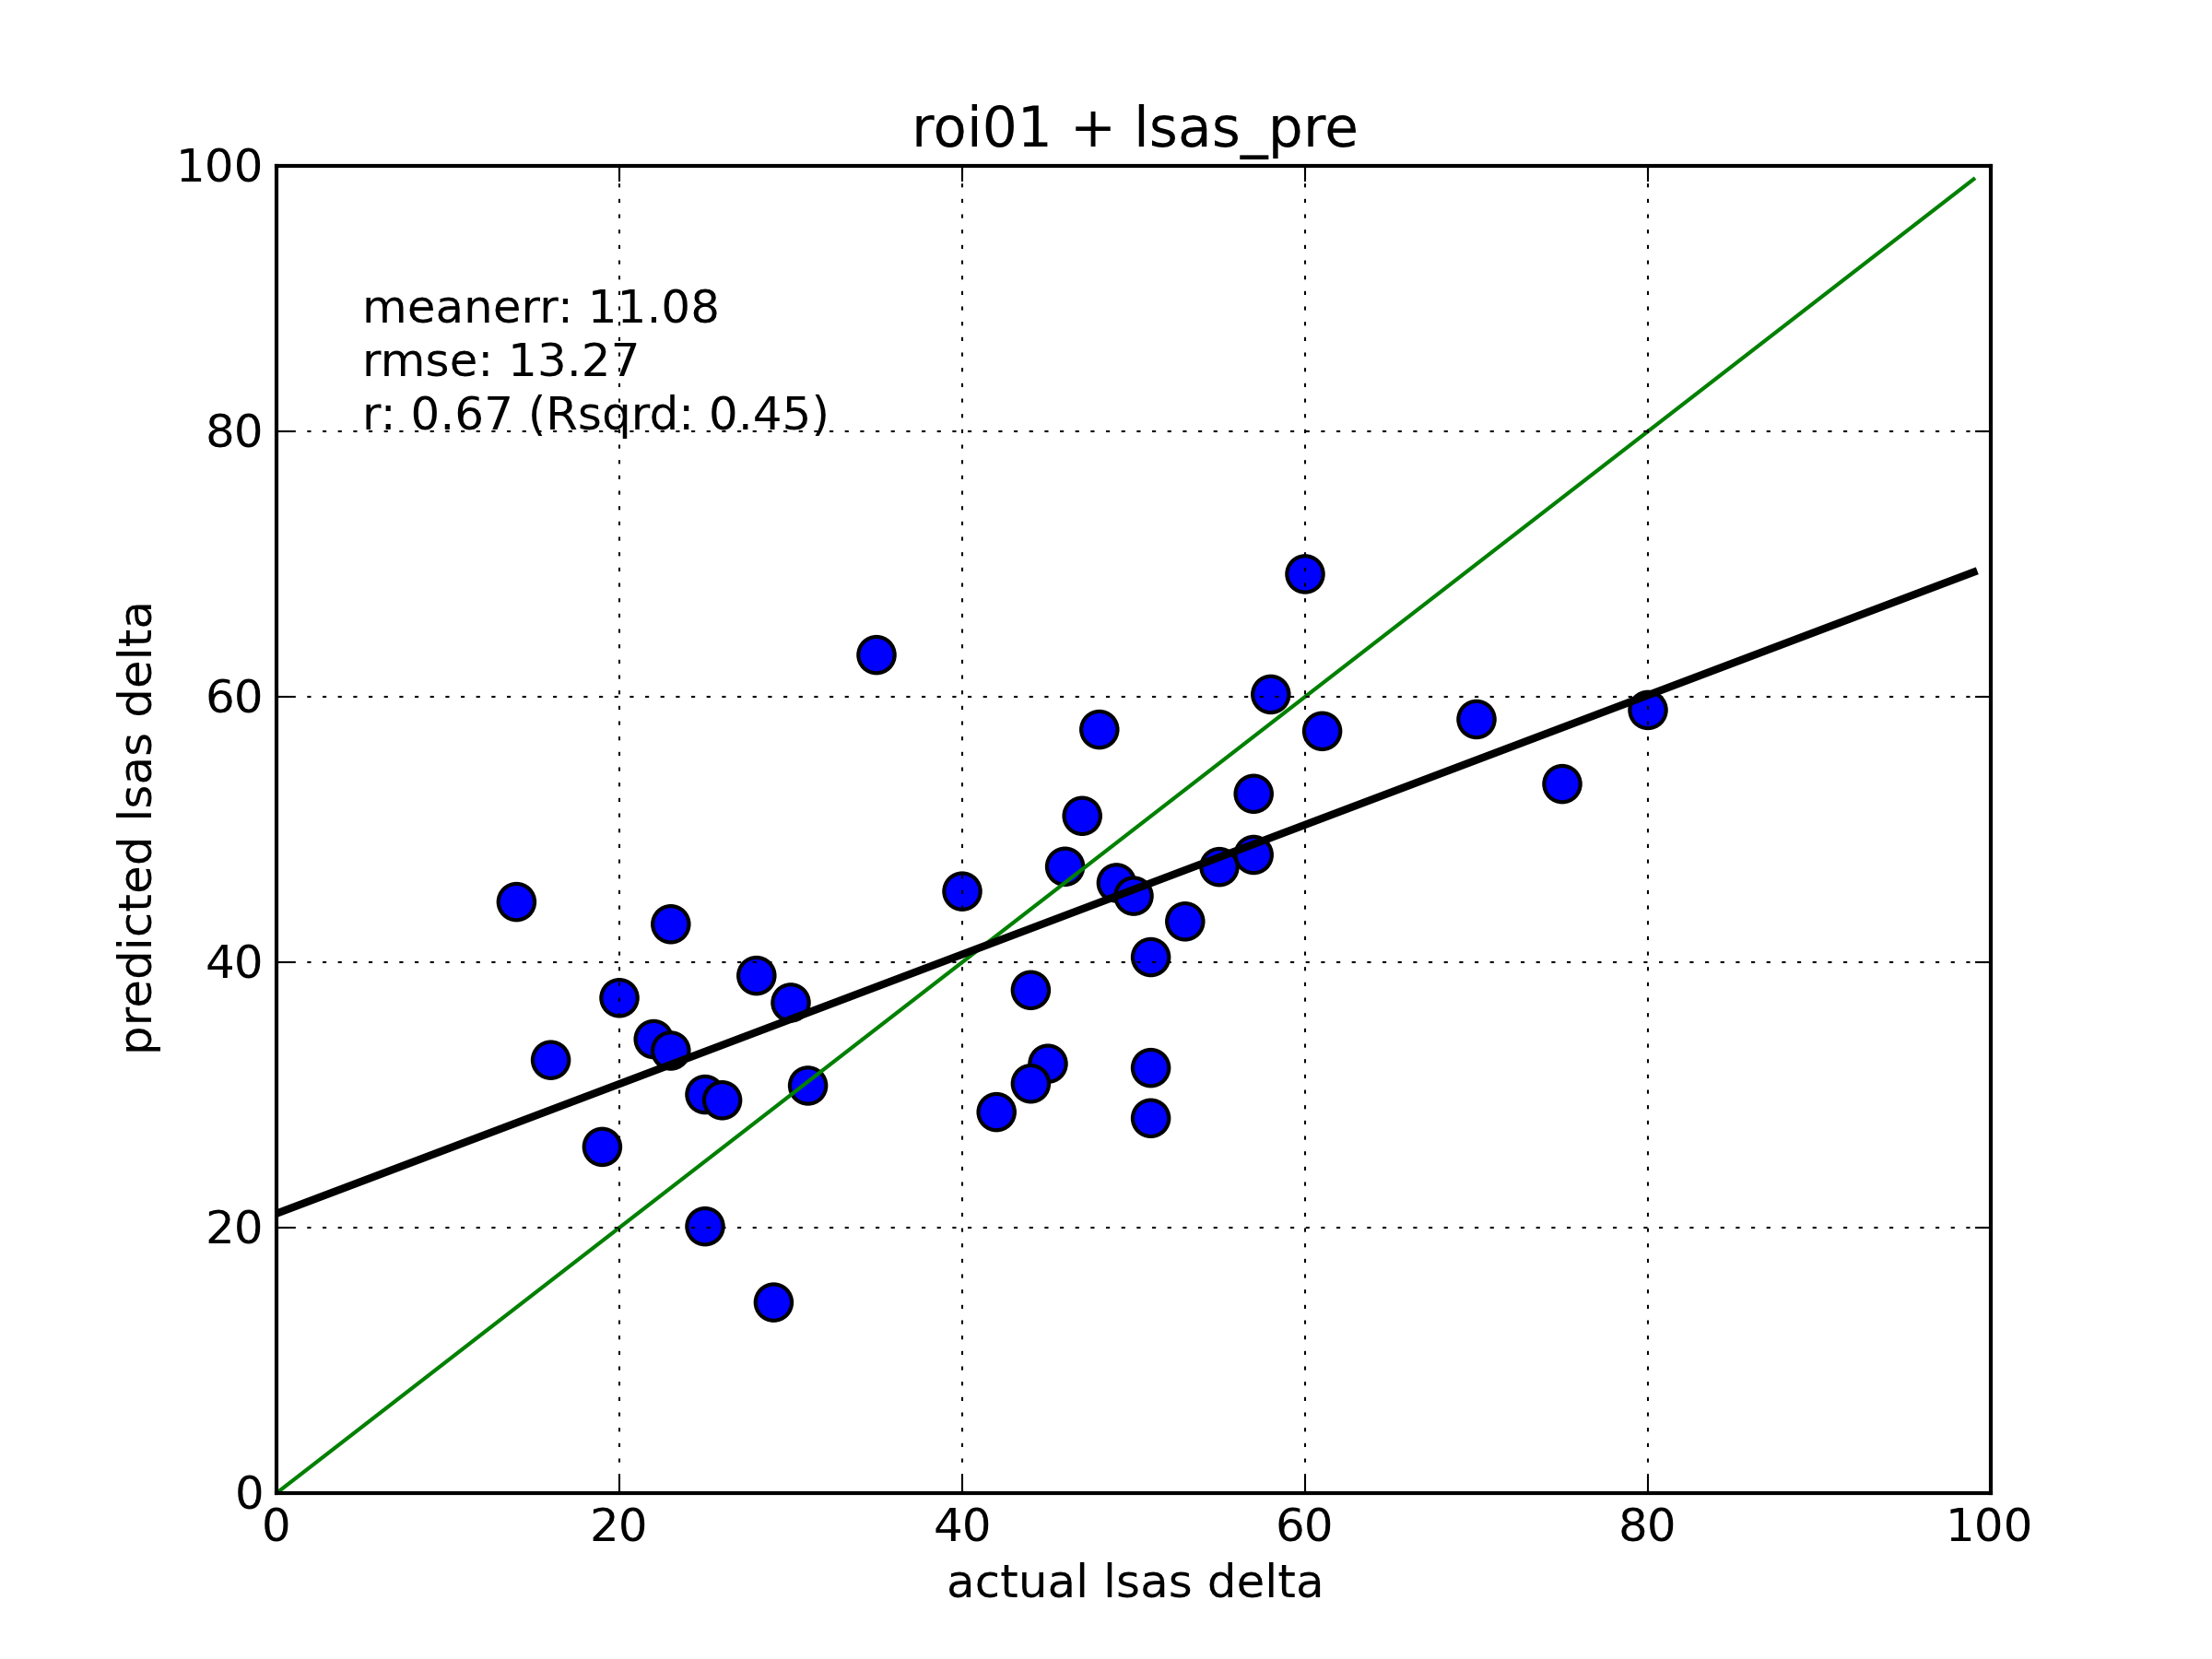 roi01 + lsas_pre
meanerr: 11.08
rmse: 13.27
r: 0.67 (Rsqrd: 0.45)
predicted lsas delta
100
80
60
40
20
0
0 20 40 60 80 100
actual lsas delta